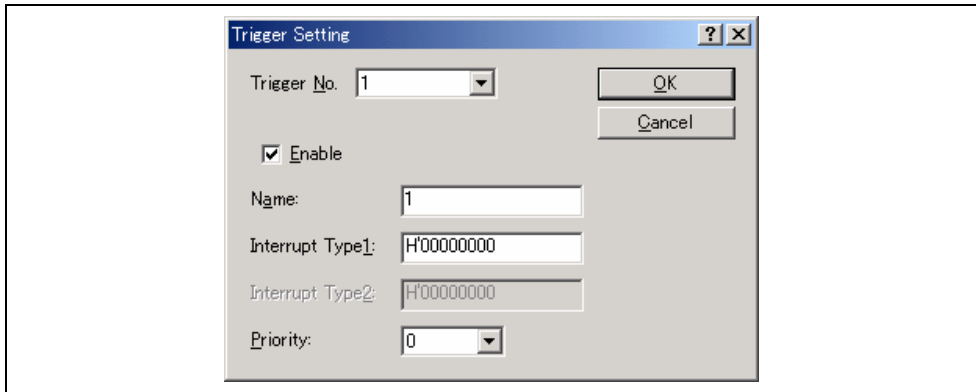 Trigger Setting
Trigger No. 1
OK
Cancel
Enable
Name: 1
Interrupt Type1: H'00000000
Interrupt Type2: H'00000000
Priority: 0